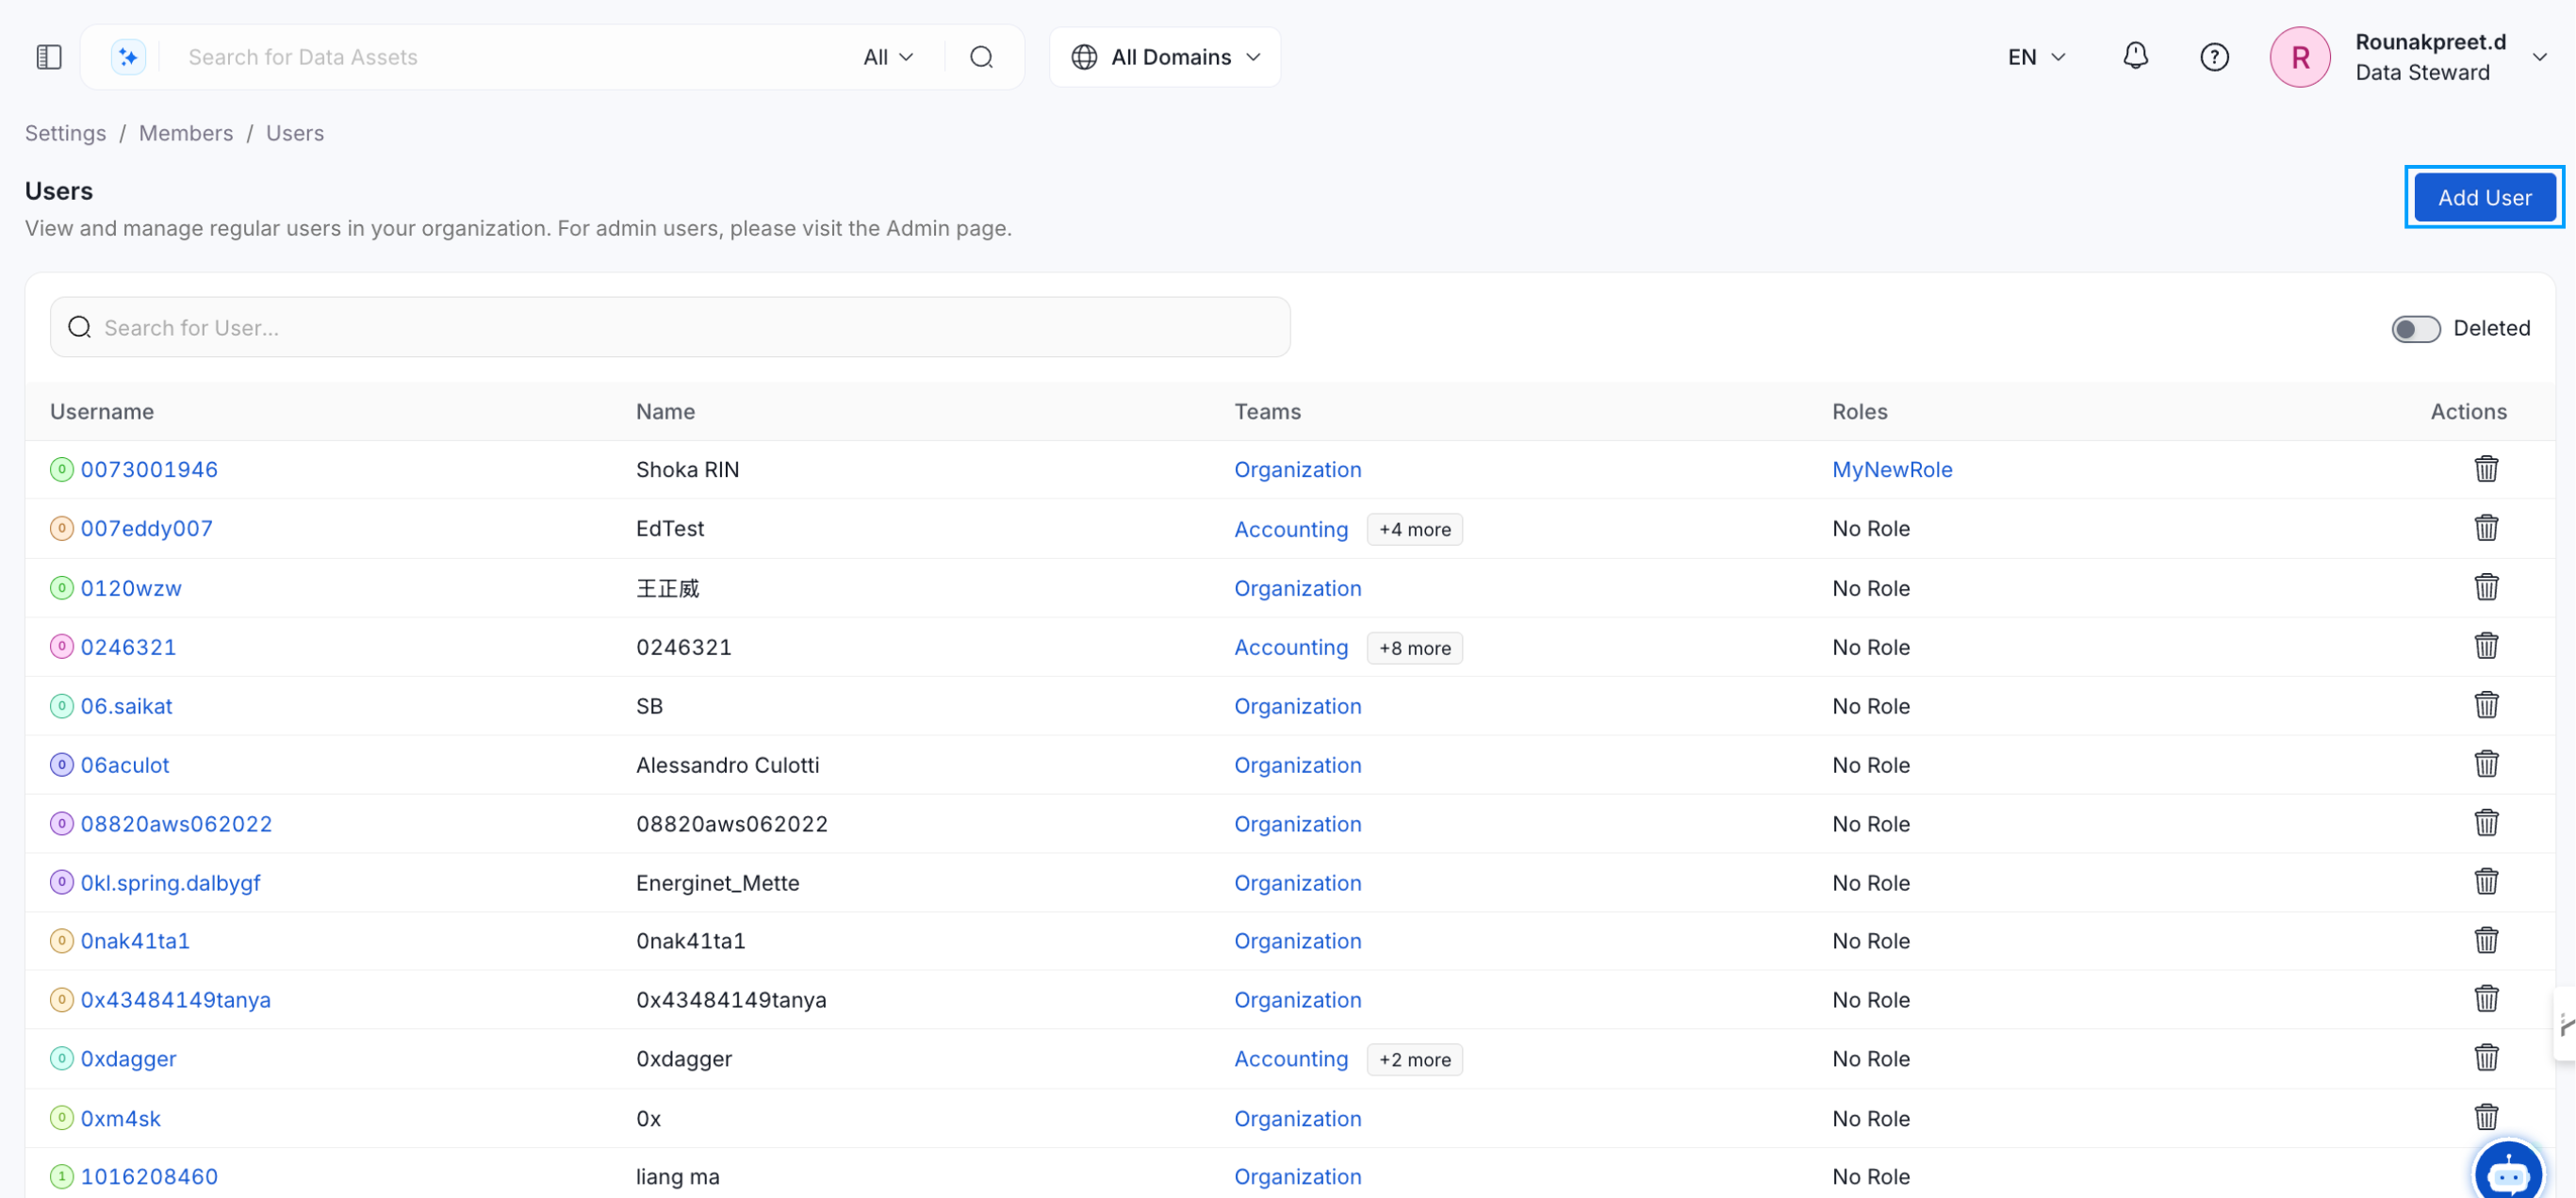 Search for Data Assets All All Domains EN Rounakpreet.d
R Data Steward
Settings / Members / Users
Users
Add User
View and manage regular users in your organization. For admin users, please visit the Admin page.
Search for User... Deleted
Username Name Teams Roles Actions
0 0073001946 Shoka RIN Organization MyNewRole
0 007eddy007 EdTest Accounting +4 more No Role
0 0120wzw 王正威 Organization No Role
0 0246321 0246321 Accounting +8 more No Role
0 06.saikat SB Organization No Role
0 06aculot Alessandro Culotti Organization No Role
0 08820aws062022 08820aws062022 Organization No Role
0 0kl.spring.dalbygf Energinet_Mette Organization No Role
0 0nak41ta1 0nak41ta1 Organization No Role
0 0x43484149tanya 0x43484149tanya Organization No Role
0 0xdagger 0xdagger Accounting +2 more No Role
0 0xm4sk 0x Organization No Role
1 1016208460 liang ma Organization No Role